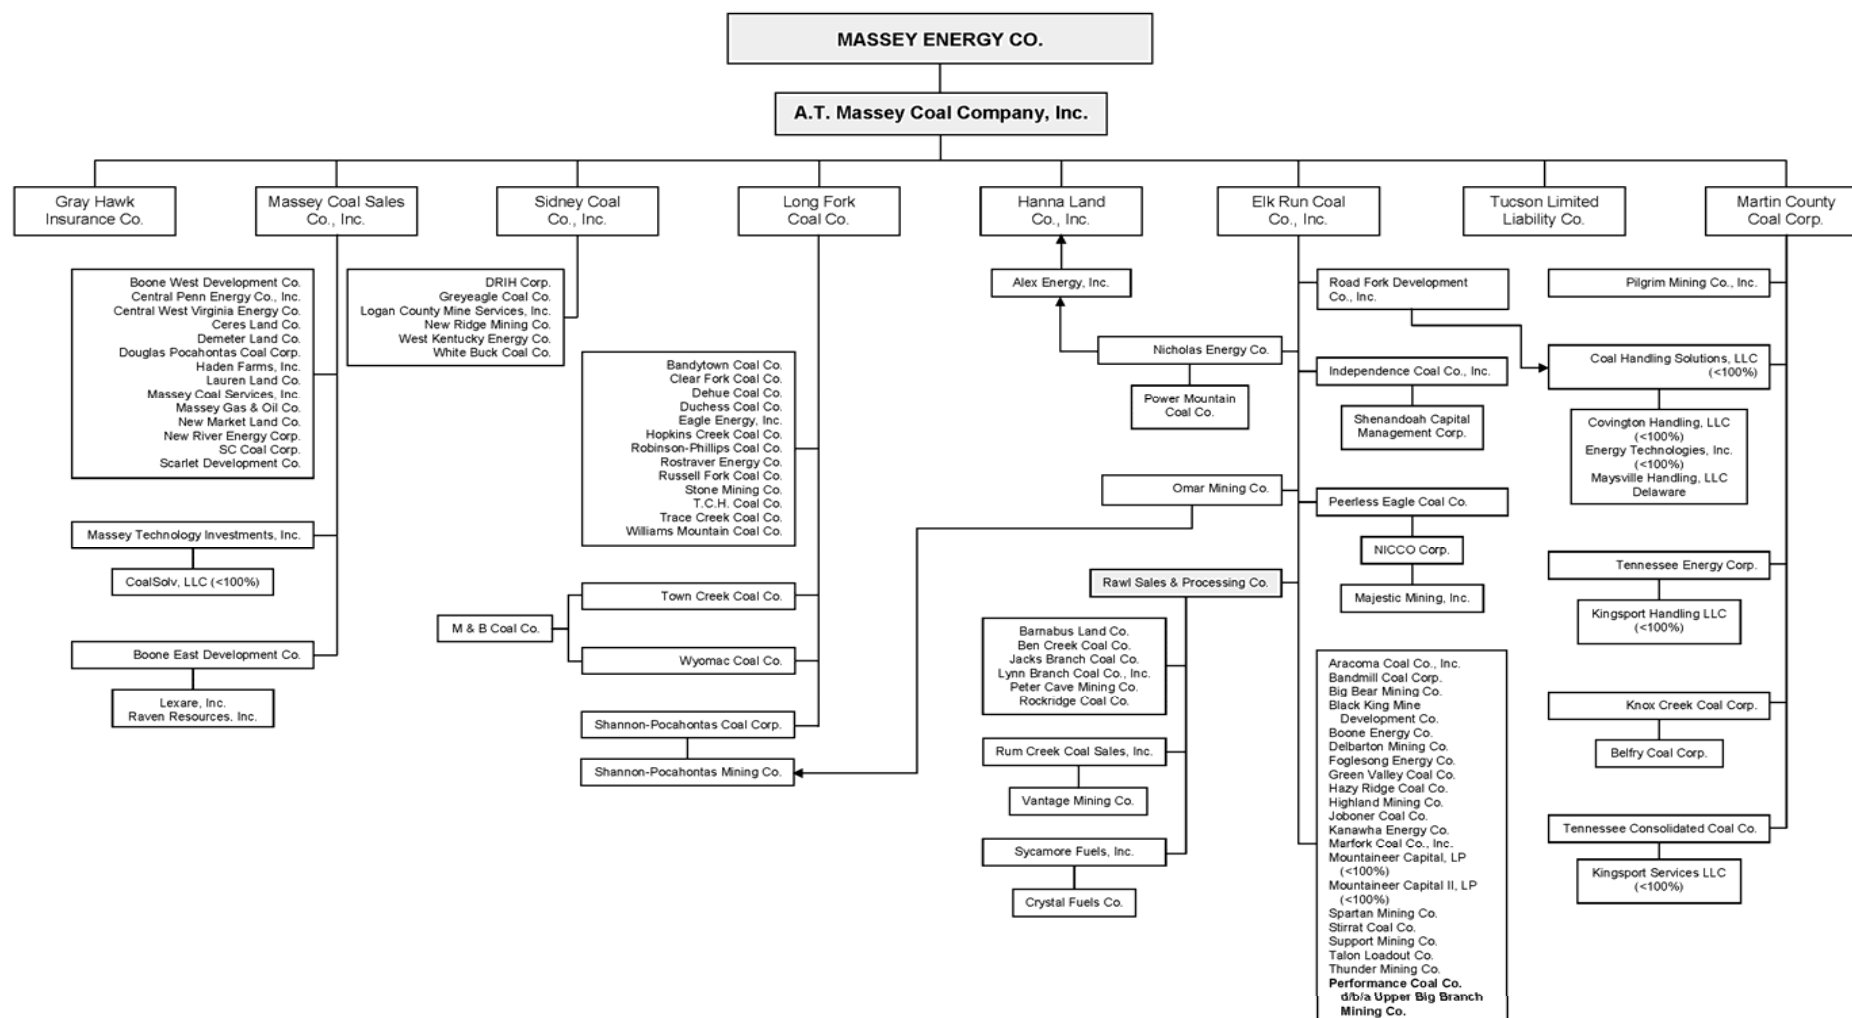 MASSEY ENERGY CO.
A.T. Massey Coal Company, Inc.
Gray Hawk
Insurance Co.
Massey Coal Sales
Co., Inc.
Sidney Coal
Co., Inc.
Long Fork
Coal Co.
Hanna Land
Co., Inc.
Elk Run Coal
Co., Inc.
Tucson Limited
Liability Co.
Martin County
Coal Corp.
Boone West Development Co.
Central Penn Energy Co., Inc.
Central West Virginia Energy Co.
Ceres Land Co.
Demeter Land Co.
Douglas Pocahontas Coal Corp.
Haden Farms, Inc.
Lauren Land Co.
Massey Coal Services, Inc.
Massey Gas & Oil Co.
New Market Land Co.
New River Energy Corp.
SC Coal Corp.
Scarlet Development Co.
Massey Technology Investments, Inc.
CoalSolv, LLC (<100%)
Boone East Development Co.
Lexare, Inc.
Raven Resources, Inc.
DRIH Corp.
Greyeagle Coal Co.
Logan County Mine Services, Inc.
New Ridge Mining Co.
West Kentucky Energy Co.
White Buck Coal Co.
Bandytown Coal Co.
Clear Fork Coal Co.
Dehue Coal Co.
Duchess Coal Co.
Eagle Energy, Inc.
Hopkins Creek Coal Co.
Robinson-Phillips Coal Co.
Rostraver Energy Co.
Russell Fork Coal Co.
Stone Mining Co.
T.C.H. Coal Co.
Trace Creek Coal Co.
Williams Mountain Coal Co.
Town Creek Coal Co.
M & B Coal Co.
Wyomac Coal Co.
Shannon-Pocahontas Coal Corp.
Shannon-Pocahontas Mining Co.
Alex Energy, Inc.
Nicholas Energy Co.
Power Mountain
Coal Co.
Omar Mining Co.
Rawl Sales & Processing Co.
Barnabus Land Co.
Ben Creek Coal Co.
Jacks Branch Coal Co.
Lynn Branch Coal Co., Inc.
Peter Cave Mining Co.
Rockridge Coal Co.
Rum Creek Coal Sales, Inc.
Vantage Mining Co.
Sycamore Fuels, Inc.
Crystal Fuels Co.
Road Fork Development
Co., Inc.
Independence Coal Co., Inc.
Shenandoah Capital
Management Corp.
Peerless Eagle Coal Co.
NICCO Corp.
Majestic Mining, Inc.
Aracoma Coal Co., Inc.
Bandmill Coal Corp.
Big Bear Mining Co.
Black King Mine
Development Co.
Boone Energy Co.
Delbarton Mining Co.
Foglesong Energy Co.
Green Valley Coal Co.
Hazy Ridge Coal Co.
Highland Mining Co.
Joboner Coal Co.
Kanawha Energy Co.
Marfork Coal Co., Inc.
Mountaineer Capital, LP
(<100%)
Mountaineer Capital II, LP
(<100%)
Spartan Mining Co.
Stirrat Coal Co.
Support Mining Co.
Talon Loadout Co.
Thunder Mining Co.
Performance Coal Co.
d/b/a Upper Big Branch
Mining Co.
Pilgrim Mining Co., Inc.
Coal Handling Solutions, LLC
(<100%)
Covington Handling, LLC
(<100%)
Energy Technologies, Inc.
(<100%)
Maysville Handling, LLC
Delaware
Tennessee Energy Corp.
Kingsport Handling LLC
(<100%)
Knox Creek Coal Corp.
Belfry Coal Corp.
Tennessee Consolidated Coal Co.
Kingsport Services LLC
(<100%)